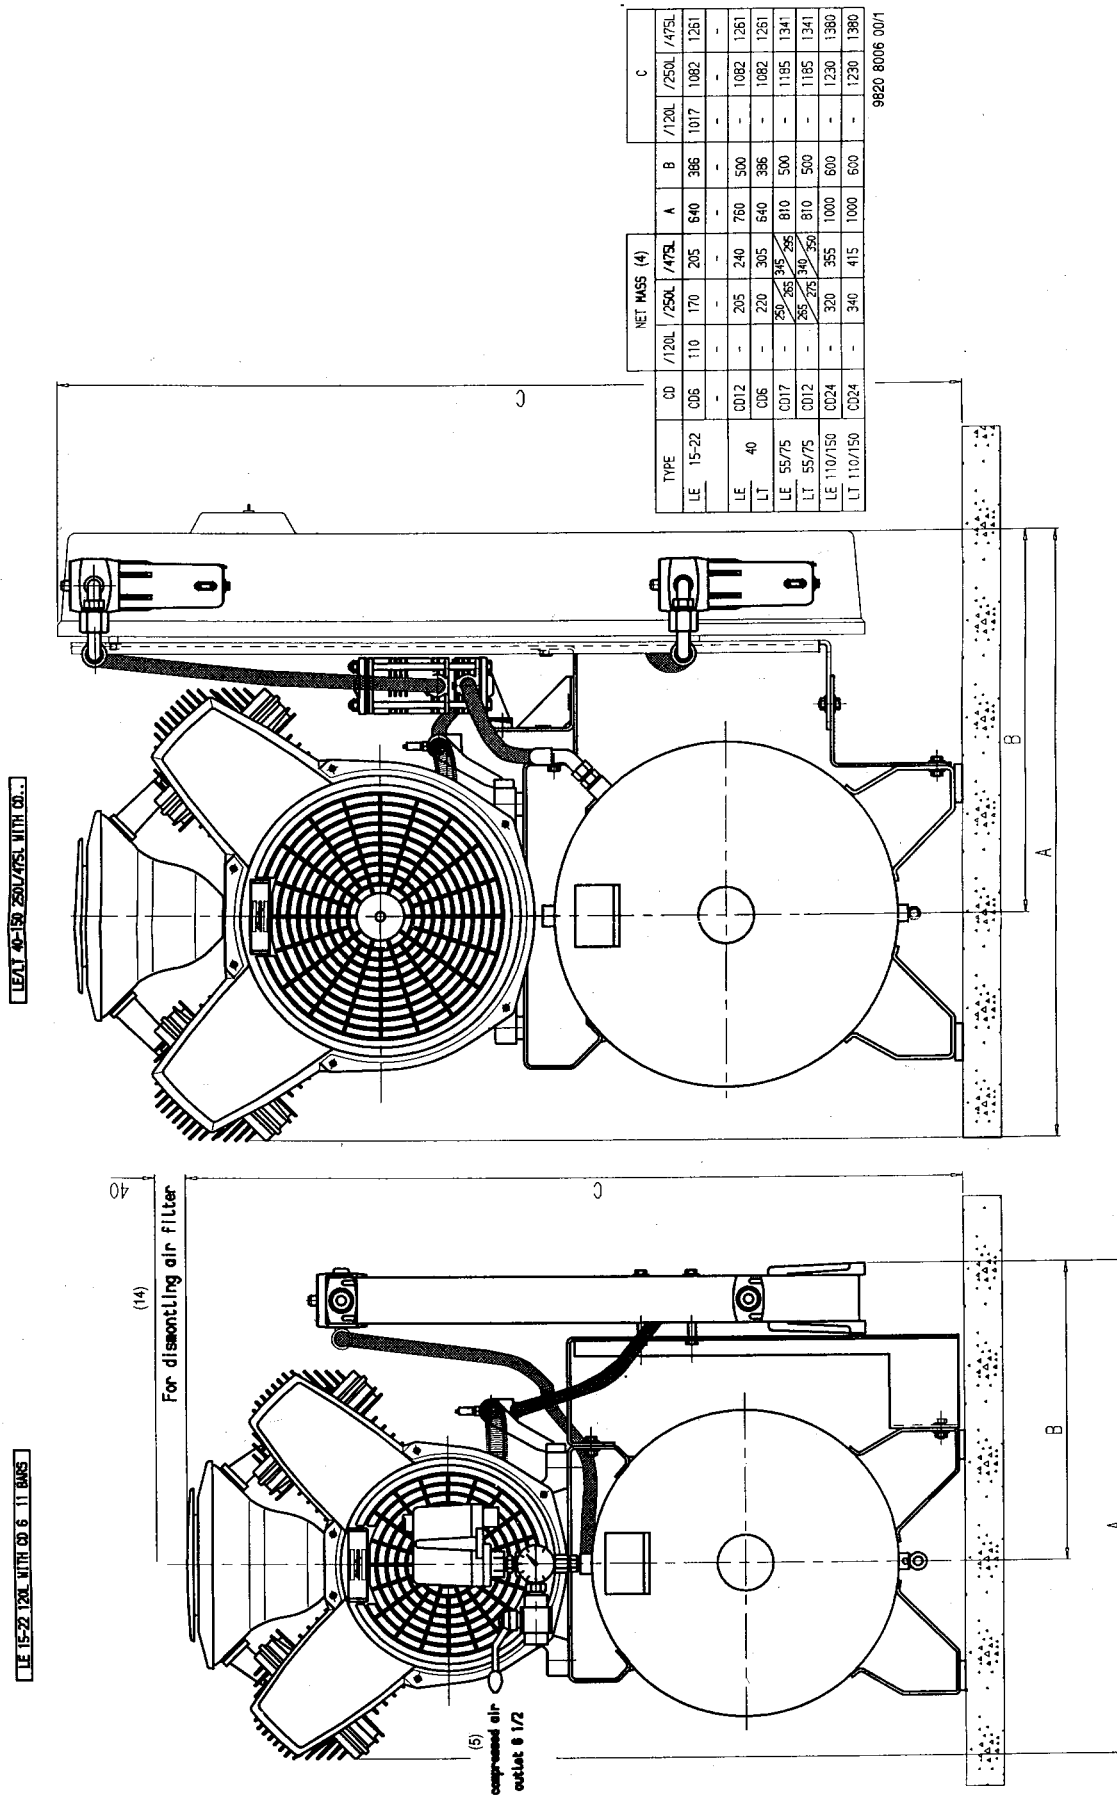 LE/LT 40-150 250L/475L WITH CD..
LE 15-22 120L WITH CD 6 11 BARS
(14)
For dismontling air filter
40
C
C
B
A
B
A
(5)
compressed air
outlet G 1/2
NET MASS (4) C
TYPE CD /120L /250L /475L A B /120L /250L /475L
LE 15-22 CD6 110 170 205 640 386 1017 1082 1261
- - - - - - - - -
LE 40 CD12 - 205 240 760 500 - 1082 1261
LT CD6 - 220 305 640 386 - 1082 1261
LE 55/75 CD17 - 250 265 345 295 810 500 - 1185 1341
LT 55/75 CD12 - 265 275 340 350 810 500 - 1185 1341
LE 110/150 CD24 - 320 355 1000 600 - 1230 1380
LT 110/150 CD24 - 340 415 1000 600 - 1230 1380
9820 8006 00/1